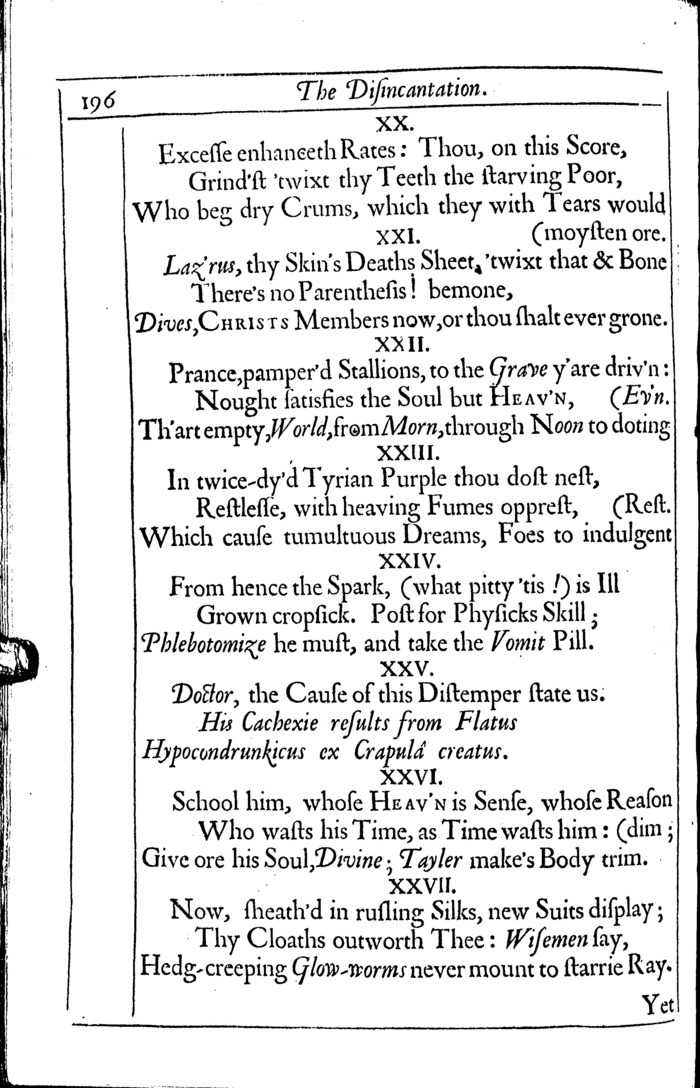 196 The Diſincantation.
XX.
Exceſſe enhanceth Rates: Thou, on this Score,
Grind'ſt 'twixt thy Teeth the ſtarving Poor,
Who beg dry Crums, which they with Tears would
XXI. (moyſten ore.
Laz'rus, thy Skin's Deaths Sheet, 'twixt that & Bone
There's no Parentheſis! bemone,
Dives, CHRISTS Members now, or thou ſhalt ever grone.
XXII.
Prance, pamper'd Stallions, to the Grave y'are driv'n:
Nought ſatisfies the Soul but HEAV'N, (Ev'n.
Th'art empty, World, from Morn, through Noon to doting
XXIII.
In twice-dy'd Tyrian Purple thou doſt neſt,
Reſtleſſe, with heaving Fumes oppreſt, (Reſt.
Which cauſe tumultuous Dreams, Foes to indulgent
XXIV.
From hence the Spark, (what pitty 'tis !) is Ill
Grown cropſick. Poſt for Phyſicks Skill;
Phlebotomize he muſt, and take the Vomit Pill.
XXV.
Doctor, the Cauſe of this Diſtemper ſtate us.
His Cachexie reſults from Flatus
Hypocondrunkicus ex Crapulâ creatus.
XXVI.
School him, whoſe HEAV'N is Senſe, whoſe Reaſon
Who waſts his Time, as Time waſts him: (dim;
Give ore his Soul, Divine; Tayler make's Body trim.
XXVII.
Now, ſheath'd in ruſling Silks, new Suits diſplay;
Thy Cloaths outworth Thee: Wiſemen ſay,
Hedg-creeping Glow-worms never mount to ſtarrie Ray.
Yet